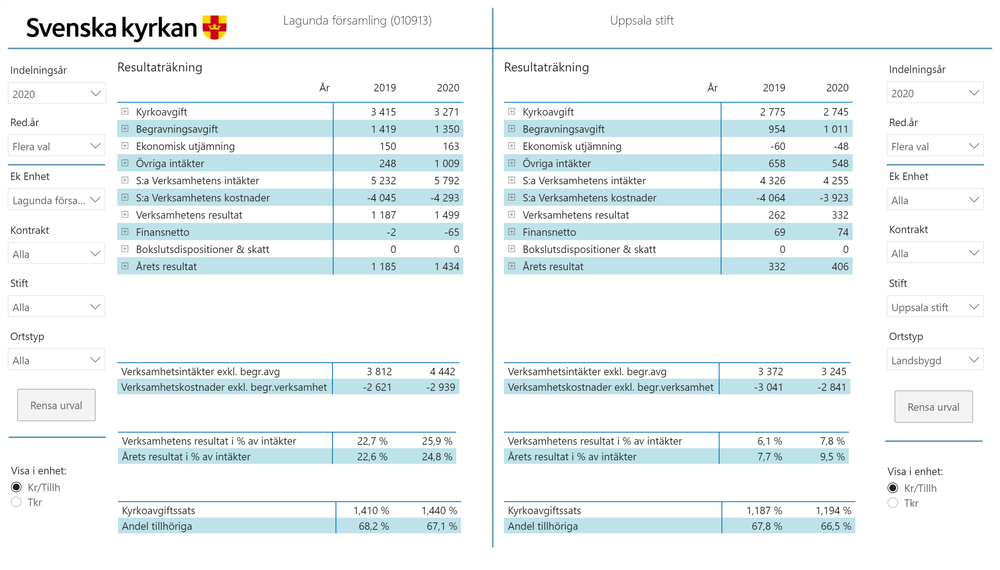 Svenska kyrkan
Lagunda församling (010913)
Uppsala stift
Indelningsår
2020
Red.år
Flera val
Ek Enhet
Lagunda försa...
Kontrakt
Alla
Stift
Alla
Ortstyp
Alla
Rensa urval
Visa i enhet:
Kr/Tillh
Tkr
Resultaträkning
År 2019 2020
Kyrkoavgift 3 415 3 271
Begravningsavgift 1 419 1 350
Ekonomisk utjämning 150 163
Övriga intäkter 248 1 009
S:a Verksamhetens intäkter 5 232 5 792
S:a Verksamhetens kostnader -4 045 -4 293
Verksamhetens resultat 1 187 1 499
Finansnetto -2 -65
Bokslutsdispositioner & skatt 0 0
Årets resultat 1 185 1 434
Verksamhetsintäkter exkl. begr.avg 3 812 4 442
Verksamhetskostnader exkl. begr.verksamhet -2 621 -2 939
Verksamhetens resultat i % av intäkter 22,7 % 25,9 %
Årets resultat i % av intäkter 22,6 % 24,8 %
Kyrkoavgiftssats 1,410 % 1,440 %
Andel tillhöriga 68,2 % 67,1 %
Resultaträkning
År 2019 2020
Kyrkoavgift 2 775 2 745
Begravningsavgift 954 1 011
Ekonomisk utjämning -60 -48
Övriga intäkter 658 548
S:a Verksamhetens intäkter 4 326 4 255
S:a Verksamhetens kostnader -4 064 -3 923
Verksamhetens resultat 262 332
Finansnetto 69 74
Bokslutsdispositioner & skatt 0 0
Årets resultat 332 406
Verksamhetsintäkter exkl. begr.avg 3 372 3 245
Verksamhetskostnader exkl. begr.verksamhet -3 041 -2 841
Verksamhetens resultat i % av intäkter 6,1 % 7,8 %
Årets resultat i % av intäkter 7,7 % 9,5 %
Kyrkoavgiftssats 1,187 % 1,194 %
Andel tillhöriga 67,8 % 66,5 %
Indelningsår
2020
Red.år
Flera val
Ek Enhet
Alla
Kontrakt
Alla
Stift
Uppsala stift
Ortstyp
Landsbygd
Rensa urval
Visa i enhet:
Kr/Tillh
Tkr